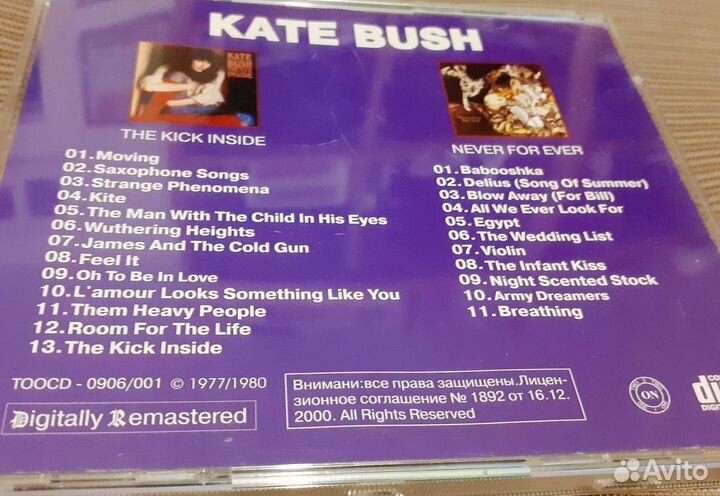 KATE BUSH
KATE
BUSH
INSIDE
THE KICK INSIDE
01.Moving
02.Saxophone Songs
03.Strange Phenomena
04.Kite
05.The Man With The Child In His Eyes
06.Wuthering Heights
07.James And The Cold Gun
08.Feel It
09.Oh To Be In Love
10.L'amour Looks Something Like You
11.Them Heavy People
12.Room For The Life
13.The Kick Inside
NEVER FOR EVER
01.Babooshka
02.Delius (Song Of Summer)
03.Blow Away (For Bill)
04.All We Ever Look For
05.Egypt
06.The Wedding List
07.Violin
08.The Infant Kiss
09.Night Scented Stock
10.Army Dreamers
11.Breathing
TOOCD - 0906/001 © 1977/1980
Digitally Remastered
Внимани:все права защищены.Лицен-
зионное соглашение № 1892 от 16.12.
2000. All Rights Reserved
ON
Avito